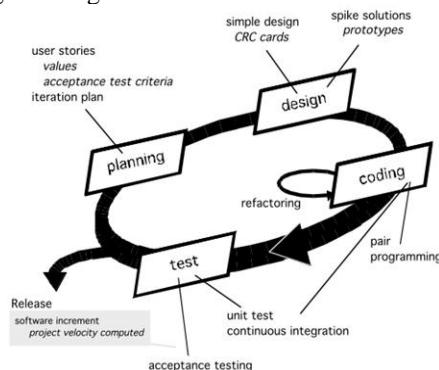 simple design
CRC cards
spike solutions
prototypes
user stories
values
acceptance test criteria
iteration plan
design
planning
coding
refactoring
test
pair
programming
Release
software increment
project velocity computed
unit test
continuous integration
acceptance testing